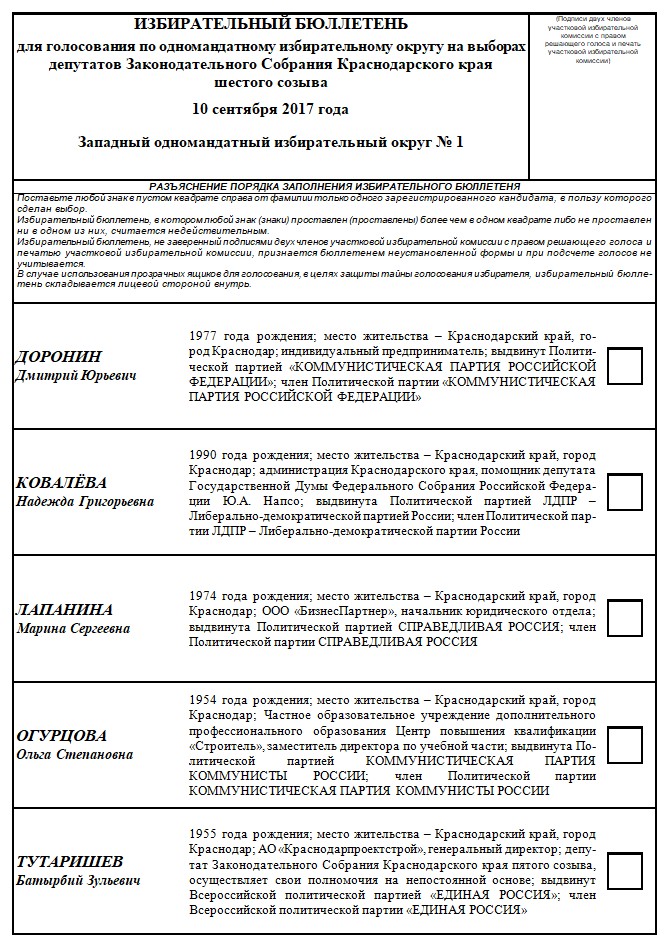 ИЗБИРАТЕЛЬНЫЙ БЮЛЛЕТЕНЬ
для голосования по одномандатному избирательному округу на выборах
депутатов Законодательного Собрания Краснодарского края
шестого созыва
10 сентября 2017 года
Западный одномандатный избирательный округ № 1
(Подписи двух членов
участковой избирательной
комиссии с правом
решающего голоса и печать
участковой избирательной
комиссии)
РАЗЪЯСНЕНИЕ ПОРЯДКА ЗАПОЛНЕНИЯ ИЗБИРАТЕЛЬНОГО БЮЛЛЕТЕНЯ
Поставьте любой знак в пустом квадрате справа от фамилии только одного зарегистрированного кандидата, в пользу которого
сделан выбор.
Избирательный бюллетень, в котором любой знак (знаки) проставлен (проставлены) более чем в одном квадрате либо не проставлен
ни в одном из них, считается недействительным.
Избирательный бюллетень, не заверенный подписями двух членов участковой избирательной комиссии с правом решающего голоса и
печатью участковой избирательной комиссии, признается бюллетенем неустановленной формы и при подсчете голосов не
учитывается.
В случае использования прозрачных ящиков для голосования, в целях защиты тайны голосования избирателя, избирательный бюлле-
тень складывается лицевой стороной внутрь.
ДОРОНИН
Дмитрий Юрьевич
1977 года рождения; место жительства – Краснодарский край, го-
род Краснодар; индивидуальный предприниматель; выдвинут Полити-
ческой партией «КОММУНИСТИЧЕСКАЯ ПАРТИЯ РОССИЙСКОЙ
ФЕДЕРАЦИИ»; член Политической партии «КОММУНИСТИЧЕСКАЯ
ПАРТИЯ РОССИЙСКОЙ ФЕДЕРАЦИИ»
КОВАЛЁВА
Надежда Григорьевна
1990 года рождения; место жительства – Краснодарский край, город
Краснодар; администрация Краснодарского края, помощник депутата
Государственной Думы Федерального Собрания Российской Федера-
ции Ю.А. Напсо; выдвинута Политической партией ЛДПР –
Либерально-демократической партией России; член Политической пар-
тии ЛДПР – Либерально-демократической партии России
ЛАПАНИНА
Марина Сергеевна
1974 года рождения; место жительства – Краснодарский край, город
Краснодар; ООО «БизнесПартнер», начальник юридического отдела;
выдвинута Политической партией СПРАВЕДЛИВАЯ РОССИЯ; член
Политической партии СПРАВЕДЛИВАЯ РОССИЯ
ОГУРЦОВА
Ольга Степановна
1954 года рождения; место жительства – Краснодарский край, город
Краснодар; Частное образовательное учреждение дополнительного
профессионального образования Центр повышения квалификации
«Строитель», заместитель директора по учебной части; выдвинута По-
литической партией КОММУНИСТИЧЕСКАЯ ПАРТИЯ
КОММУНИСТЫ РОССИИ; член Политической партии
КОММУНИСТИЧЕСКАЯ ПАРТИЯ КОММУНИСТЫ РОССИИ
ТУТАРИШЕВ
Батырбий Зульевич
1955 года рождения; место жительства – Краснодарский край, город
Краснодар; АО «Краснодарпроектстрой», генеральный директор; депу-
тат Законодательного Собрания Краснодарского края пятого созыва,
осуществляет свои полномочия на непостоянной основе; выдвинут
Всероссийской политической партией «ЕДИНАЯ РОССИЯ»; член
Всероссийской политической партии «ЕДИНАЯ РОССИЯ»